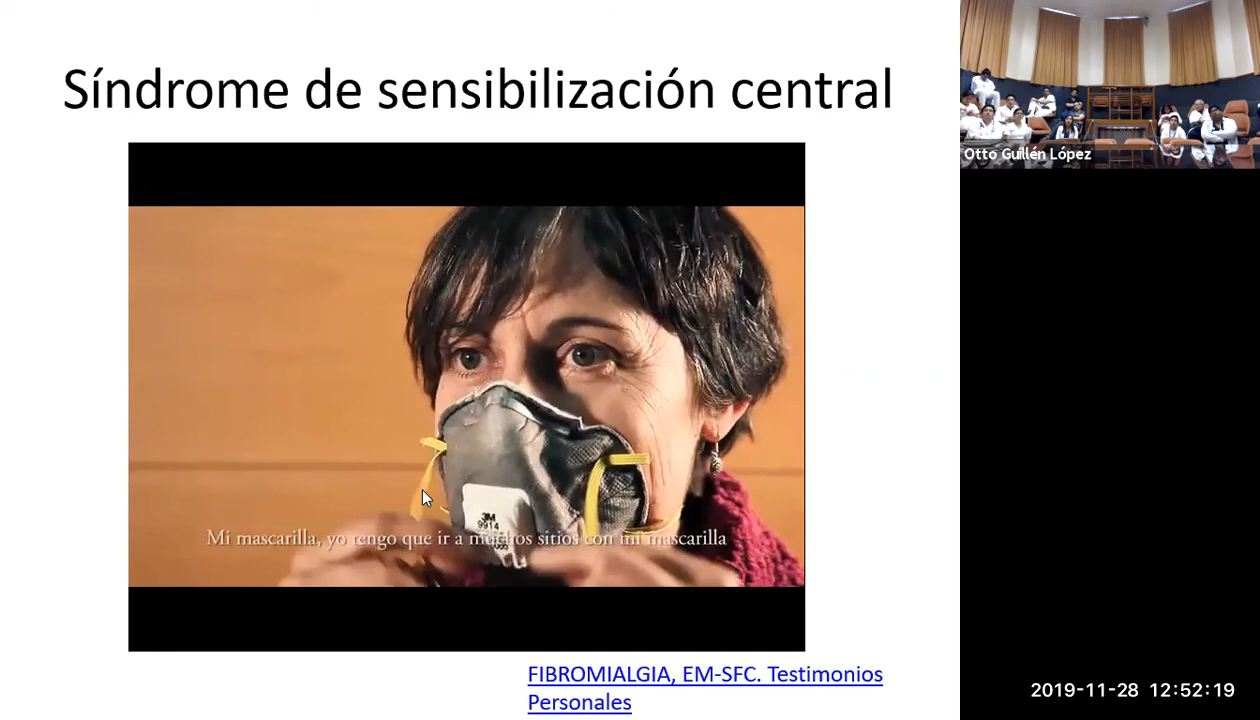 Síndrome de sensibilización central
Otto Guillén López
3M
9914
Mi mascarilla, yo tengo que ir a muchos sitios con mi mascarilla
FIBROMIALGIA, EM-SFC. Testimonios
Personales
2019-11-28 12:52:19